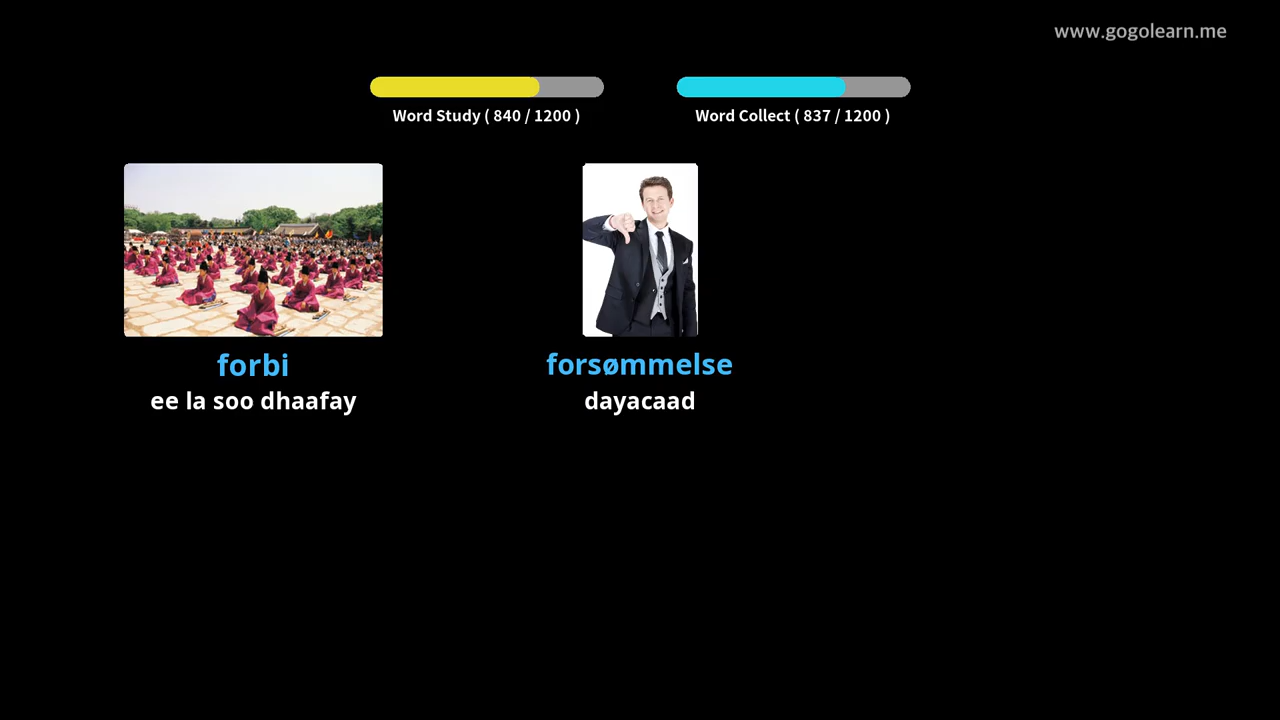 www.gogolearn.me
Word Study ( 840 / 1200 )
Word Collect ( 837 / 1200 )
forbi
ee la soo dhaafay
forsømmelse
dayacaad